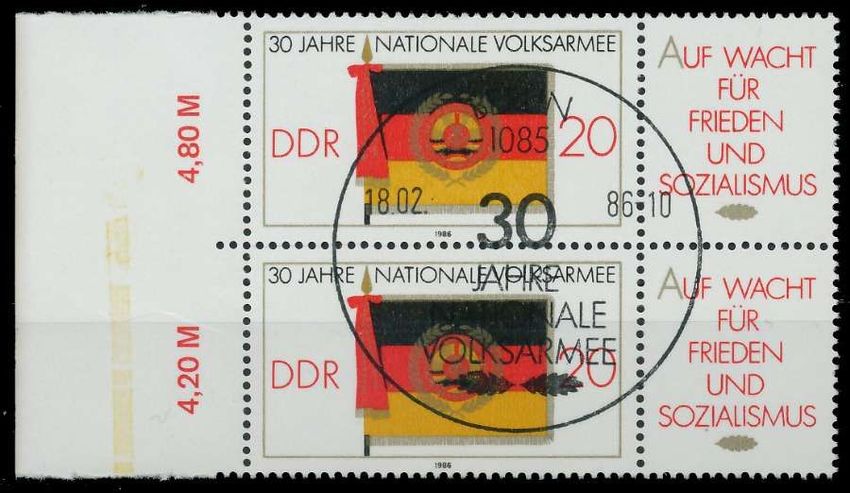 4,80 M
30 JAHRE NATIONALE VOLKSARMEE
DDR
20
1986
AUF WACHT
FÜR
FRIEDEN
UND
SOZIALISMUS
4,20 M
30 JAHRE NATIONALE VOLKSARMEE
DDR
20
1986
AUF WACHT
FÜR
FRIEDEN
UND
SOZIALISMUS
BERLIN
1085
18.02. 86-10
30
JAHRE
NATIONALE
VOLKSARMEE